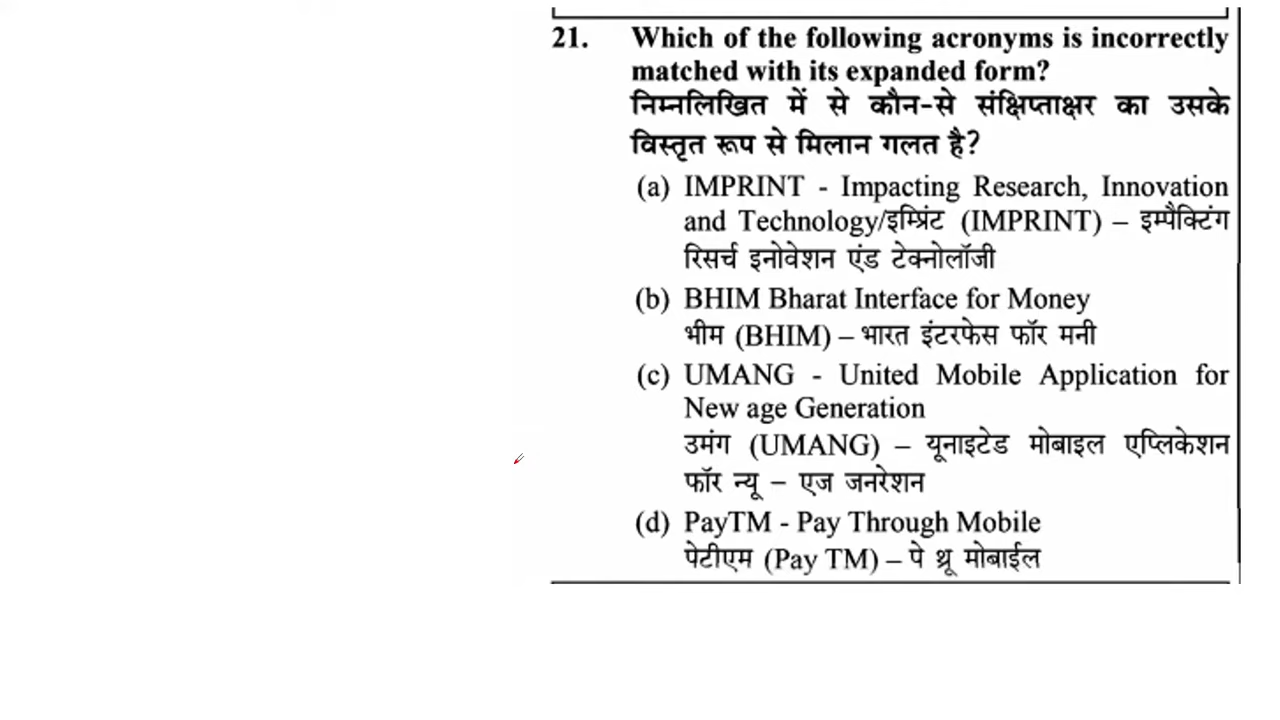 21. Which of the following acronyms is incorrectly
matched with its expanded form?
निम्नलिखित में से कौन-से संक्षिप्ताक्षर का उसके
विस्तृत रूप से मिलान गलत है?
(a) IMPRINT - Impacting Research, Innovation
and Technology/इम्प्रिंट (IMPRINT) – इम्पैक्टिंग
रिसर्च इनोवेशन एंड टेक्नोलॉजी
(b) BHIM Bharat Interface for Money
भीम (BHIM) – भारत इंटरफेस फॉर मनी
(c) UMANG - United Mobile Application for
New age Generation
उमंग (UMANG) – यूनाइटेड मोबाइल एप्लिकेशन
फॉर न्यू – एज जनरेशन
(d) PayTM - Pay Through Mobile
पेटीएम (Pay TM) – पे थ्रू मोबाईल